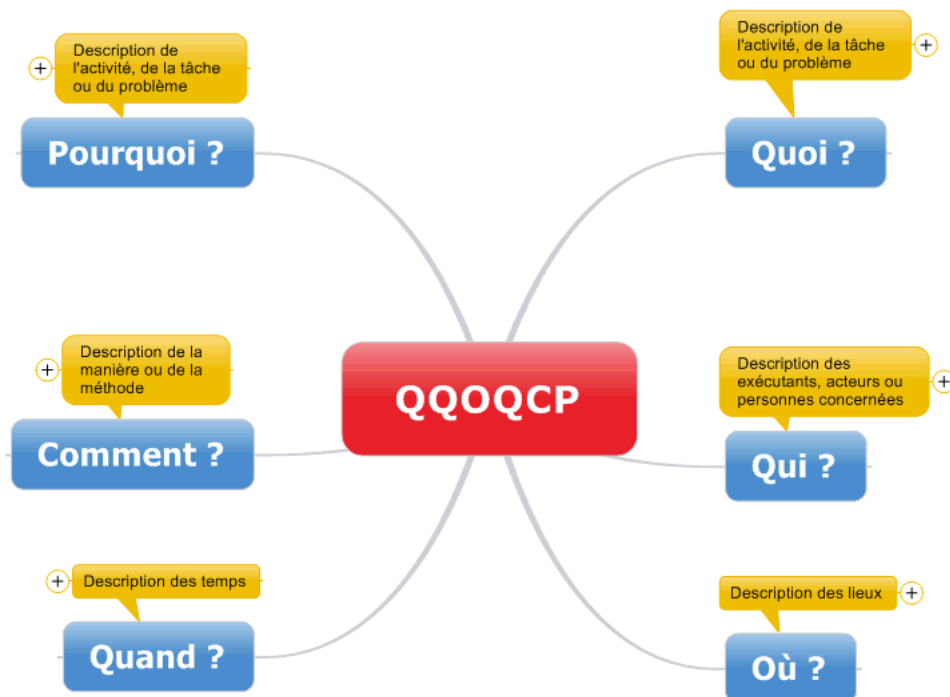 Description de
l'activité, de la tâche
ou du problème
Pourquoi ?
Description de
l'activité, de la tâche
ou du problème
Quoi ?
QQOQCP
Description de la
manière ou de la
méthode
Comment ?
Description des
exécutants, acteurs ou
personnes concernées
Qui ?
Description des temps
Quand ?
Description des lieux
Où ?